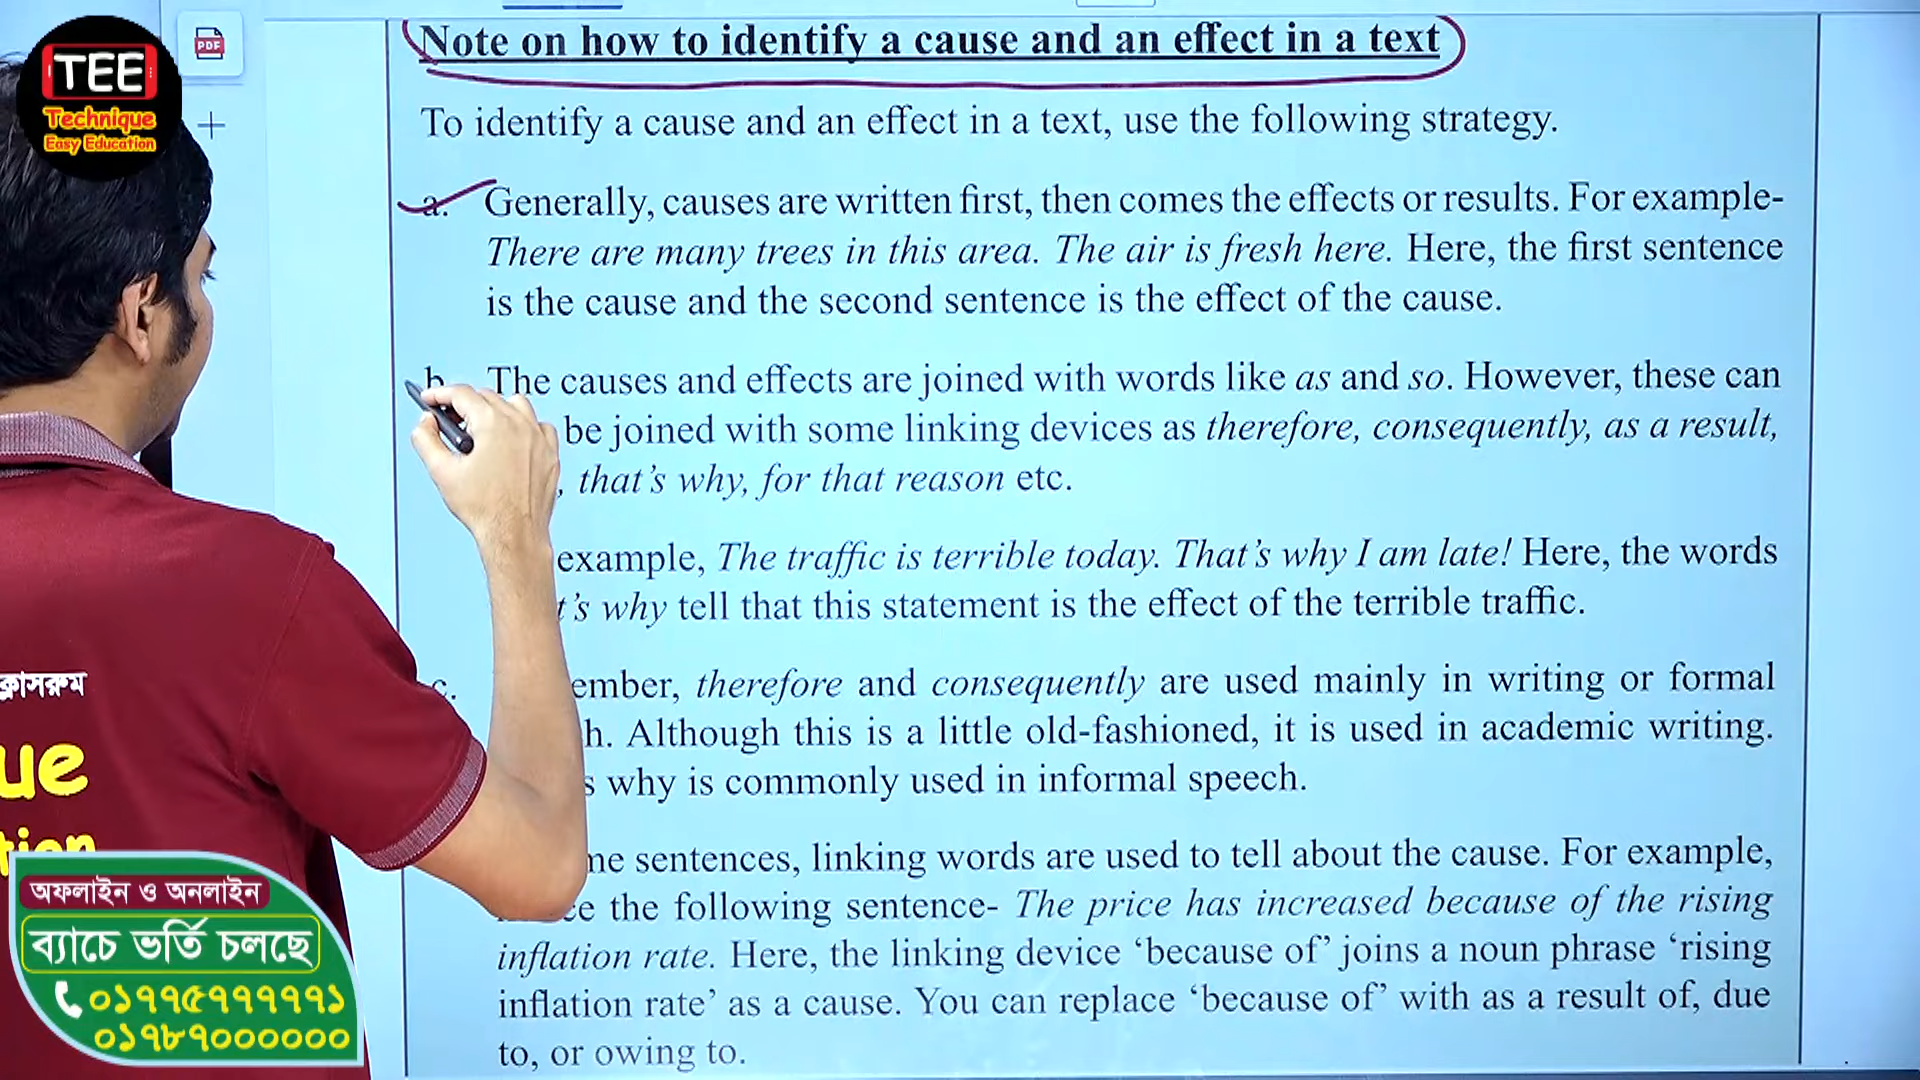 PDF
TEE
Technique
Easy Education
Note on how to identify a cause and an effect in a text
To identify a cause and an effect in a text, use the following strategy.
a. Generally, causes are written first, then comes the effects or results. For example-
There are many trees in this area. The air is fresh here. Here, the first sentence
is the cause and the second sentence is the effect of the cause.
b. The causes and effects are joined with words like as and so. However, these can
be joined with some linking devices as therefore, consequently, as a result,
, that's why, for that reason etc.
example, The traffic is terrible today. That's why I am late! Here, the words
t's why tell that this statement is the effect of the terrible traffic.
c. ember, therefore and consequently are used mainly in writing or formal
h. Although this is a little old-fashioned, it is used in academic writing.
s why is commonly used in informal speech.
me sentences, linking words are used to tell about the cause. For example,
ce the following sentence- The price has increased because of the rising
inflation rate. Here, the linking device ‘because of’ joins a noun phrase ‘rising
inflation rate’ as a cause. You can replace ‘because of’ with as a result of, due
to, or owing to.
ক্লাসরুম
ue
tion
অফলাইন ও অনলাইন
ব্যাচে ভর্তি চলছে
০১৭৭৫৭৭৭৭৭১
০১৭৮৭০০০০০০